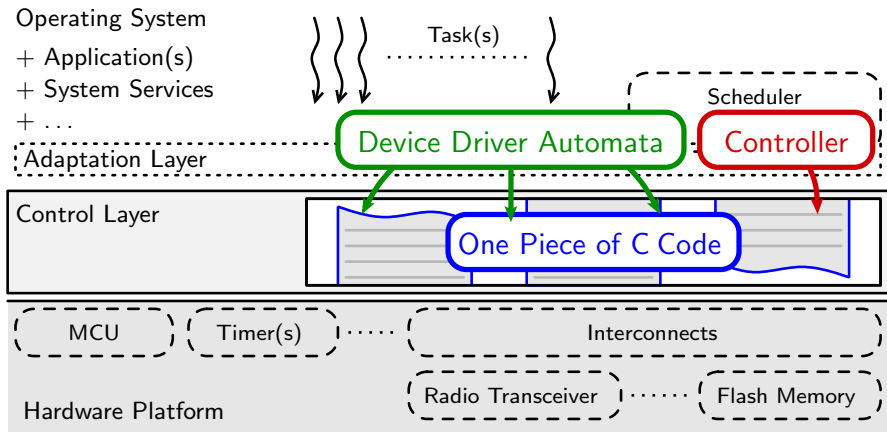 Operating System
+ Application(s)
+ System Services
+ ...
Task(s)
Scheduler
Device Driver Automata
Controller
Adaptation Layer
Control Layer
One Piece of C Code
MCU
Timer(s)
Interconnects
Radio Transceiver
Flash Memory
Hardware Platform